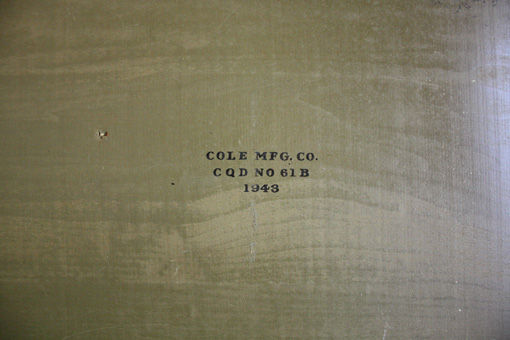 COLE MFG. CO.
CQD NO 61B
1943